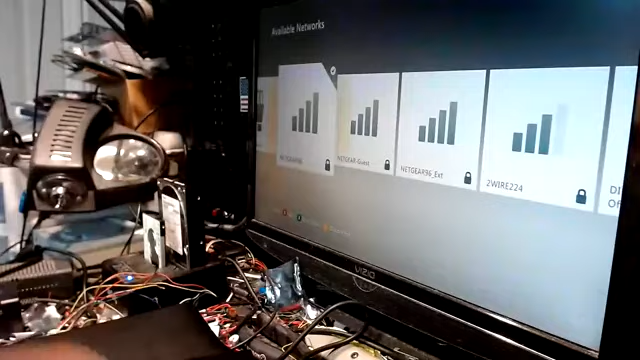 Available Networks
NETGEAR96
NETGEAR-Guest
NETGEAR96_Ext
2WIRE224
VIZIO